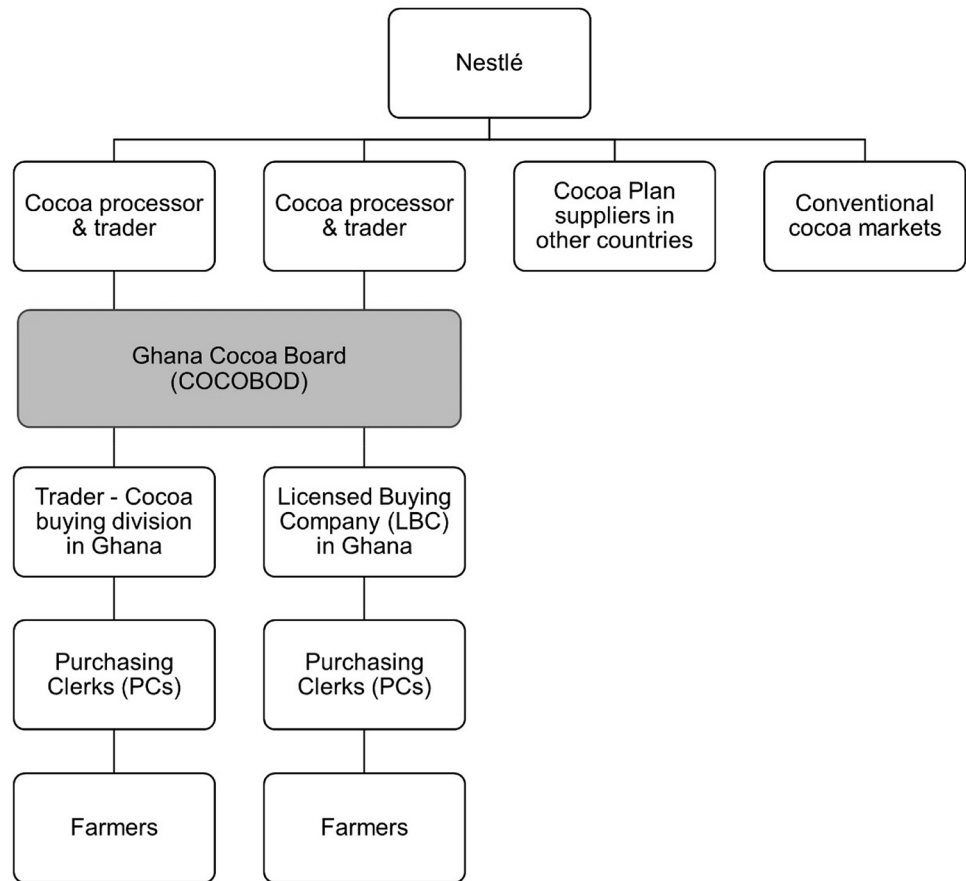 Nestlé
Cocoa processor
& trader
Cocoa processor
& trader
Cocoa Plan
suppliers in
other countries
Conventional
cocoa markets
Ghana Cocoa Board
(COCOBOD)
Trader - Cocoa
buying division
in Ghana
Licensed Buying
Company (LBC)
in Ghana
Purchasing
Clerks (PCs)
Purchasing
Clerks (PCs)
Farmers
Farmers